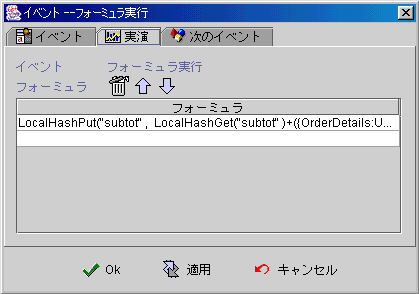 イベント --フォーミュラ実行
イベント 実演 次のイベント
イベント フォーミュラ実行
フォーミュラ
フォーミュラ
LocalHashPut("subtot" , LocalHashGet("subtot" )+({OrderDetails:U...
Ok 適用 キャンセル